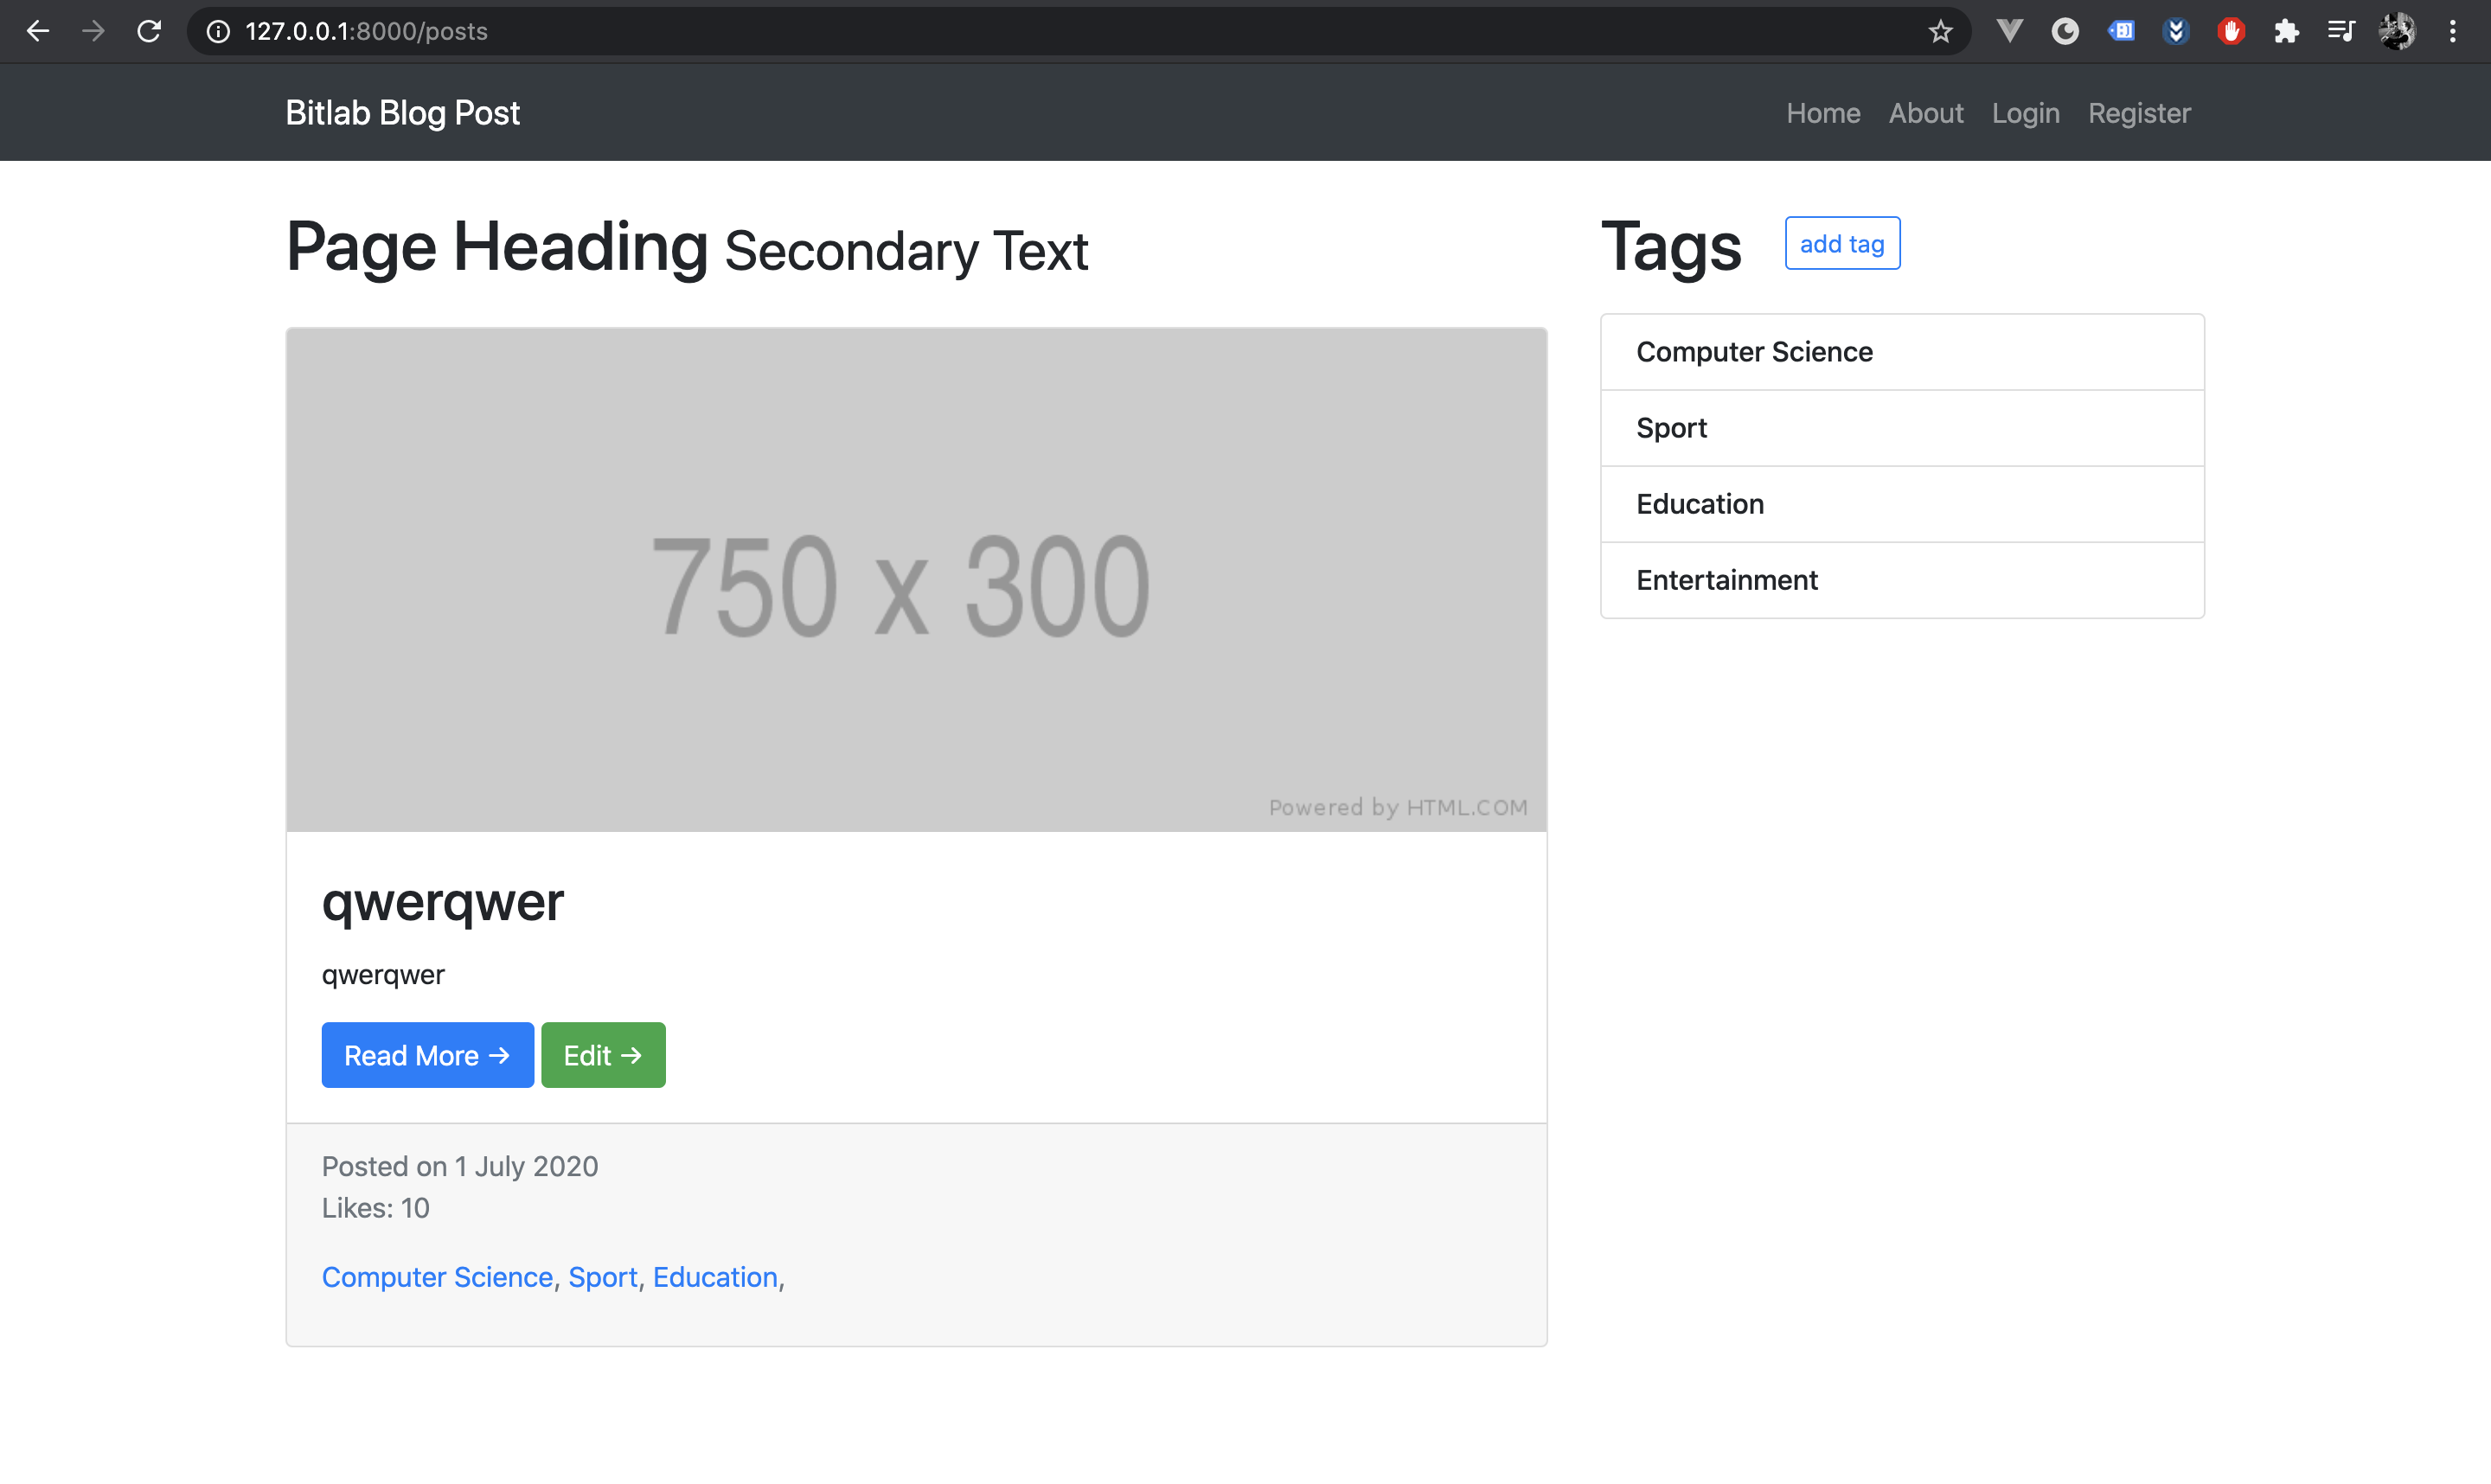 127.0.0.1:8000/posts
Bitlab Blog Post
Home About Login Register
Page Heading Secondary Text
750 x 300
Powered by HTML.COM
qwerqwer
qwerqwer
Read More → Edit →
Posted on 1 July 2020
Likes: 10
Computer Science, Sport, Education,
Tags add tag
Computer Science
Sport
Education
Entertainment